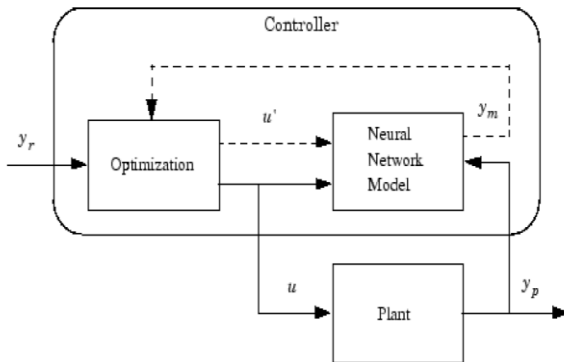 Controller
u'
y_m
y_r
Optimization
Neural
Network
Model
u
y_p
Plant